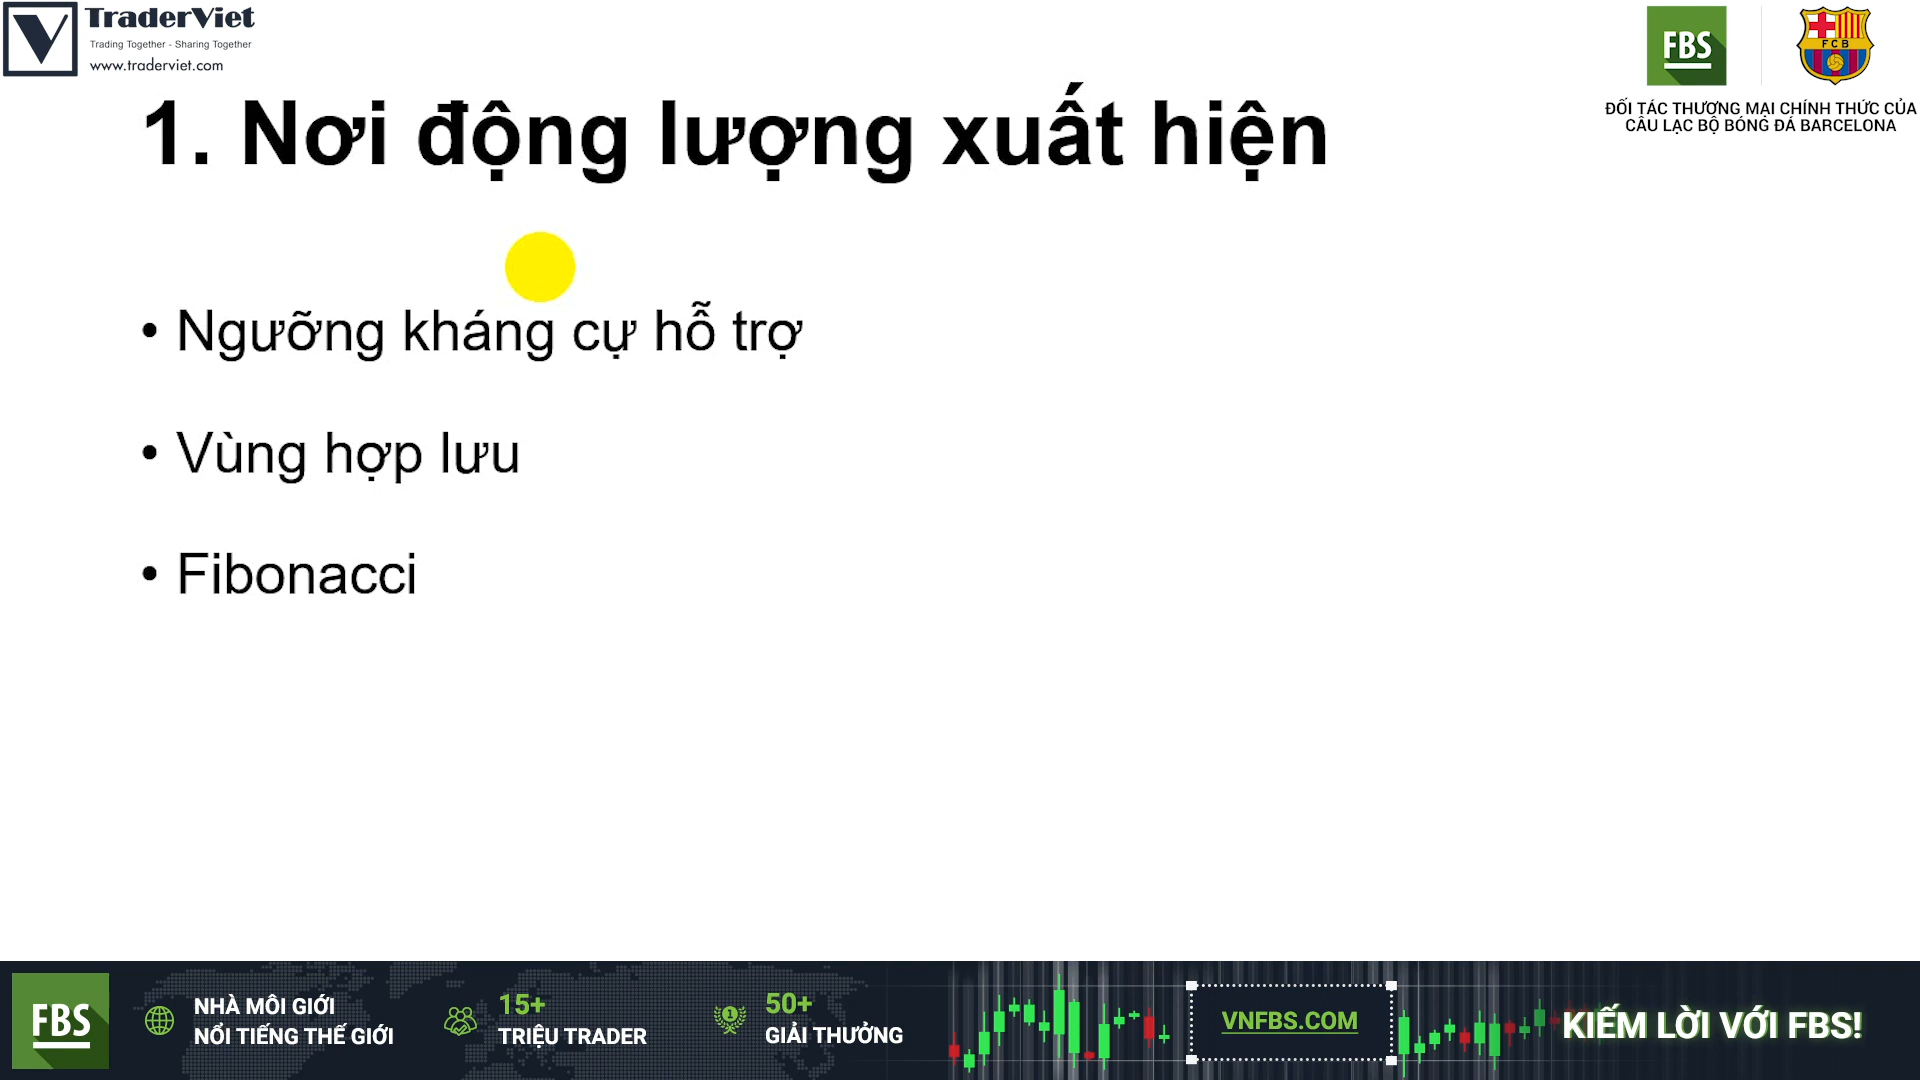 TraderViet
Trading Together - Sharing Together
www.traderviet.com
FBS
FCB
ĐỐI TÁC THƯƠNG MẠI CHÍNH THỨC CỦA
CÂU LẠC BỘ BÓNG ĐÁ BARCELONA
1. Nơi động lượng xuất hiện
• Ngưỡng kháng cự hỗ trợ
• Vùng hợp lưu
• Fibonacci
FBS
NHÀ MÔI GIỚI
NỔI TIẾNG THẾ GIỚI
15+
TRIỆU TRADER
1
50+
GIẢI THƯỞNG
VNFBS.COM
KIẾM LỜI VỚI FBS!